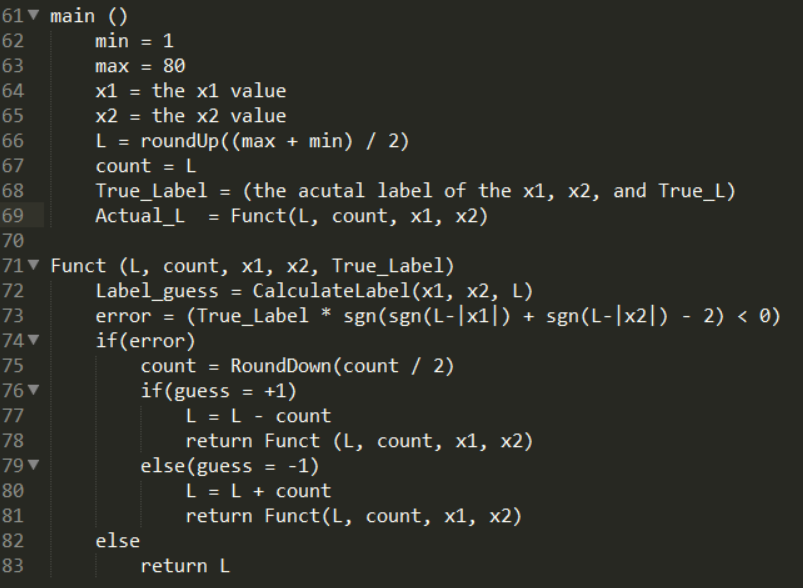 61 main ()
62 min = 1
63 max = 80
64 x1 = the x1 value
65 x2 = the x2 value
66 L = roundUp((max + min) / 2)
67 count = L
68 True_Label = (the acutal label of the x1, x2, and True_L)
69 Actual_L  = Funct(L, count, x1, x2)
70
71 Funct (L, count, x1, x2, True_Label)
72 Label_guess = CalculateLabel(x1, x2, L)
73 error = (True_Label * sgn(sgn(L-|x1|) + sgn(L-|x2|) - 2) < 0)
74 if(error)
75 count = RoundDown(count / 2)
76 if(guess = +1)
77 L = L - count
78 return Funct (L, count, x1, x2)
79 else(guess = -1)
80 L = L + count
81 return Funct(L, count, x1, x2)
82 else
83 return L